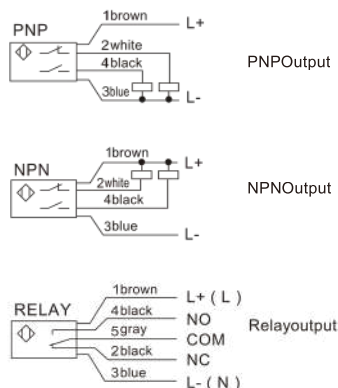 1brown
L+
PNP
2white
4black
PNPOutput
3blue
L-
1brown
L+
NPN
2white
NPNOutput
4black
3blue
L-
1brown
L+ ( L )
RELAY
4black
NO
5gray
COM
Relayoutput
2black
NC
3blue
L- ( N )